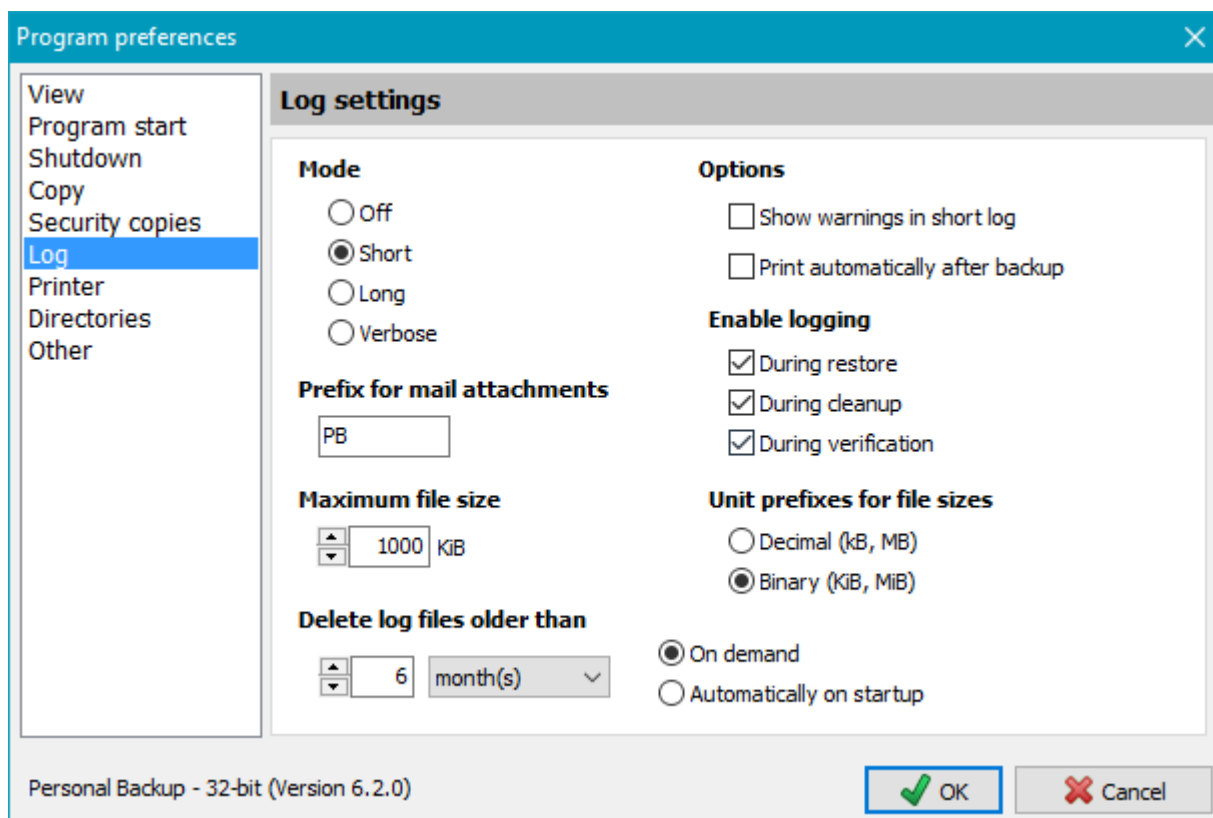 Program preferences
View
Program start
Shutdown
Copy
Security copies
Log
Printer
Directories
Other
Log settings
Mode
Off
Short
Long
Verbose
Prefix for mail attachments
PB
Maximum file size
1000 KiB
Delete log files older than
6 month(s)
Options
Show warnings in short log
Print automatically after backup
Enable logging
During restore
During cleanup
During verification
Unit prefixes for file sizes
Decimal (kB, MB)
Binary (KiB, MiB)
On demand
Automatically on startup
Personal Backup - 32-bit (Version 6.2.0)
OK
Cancel